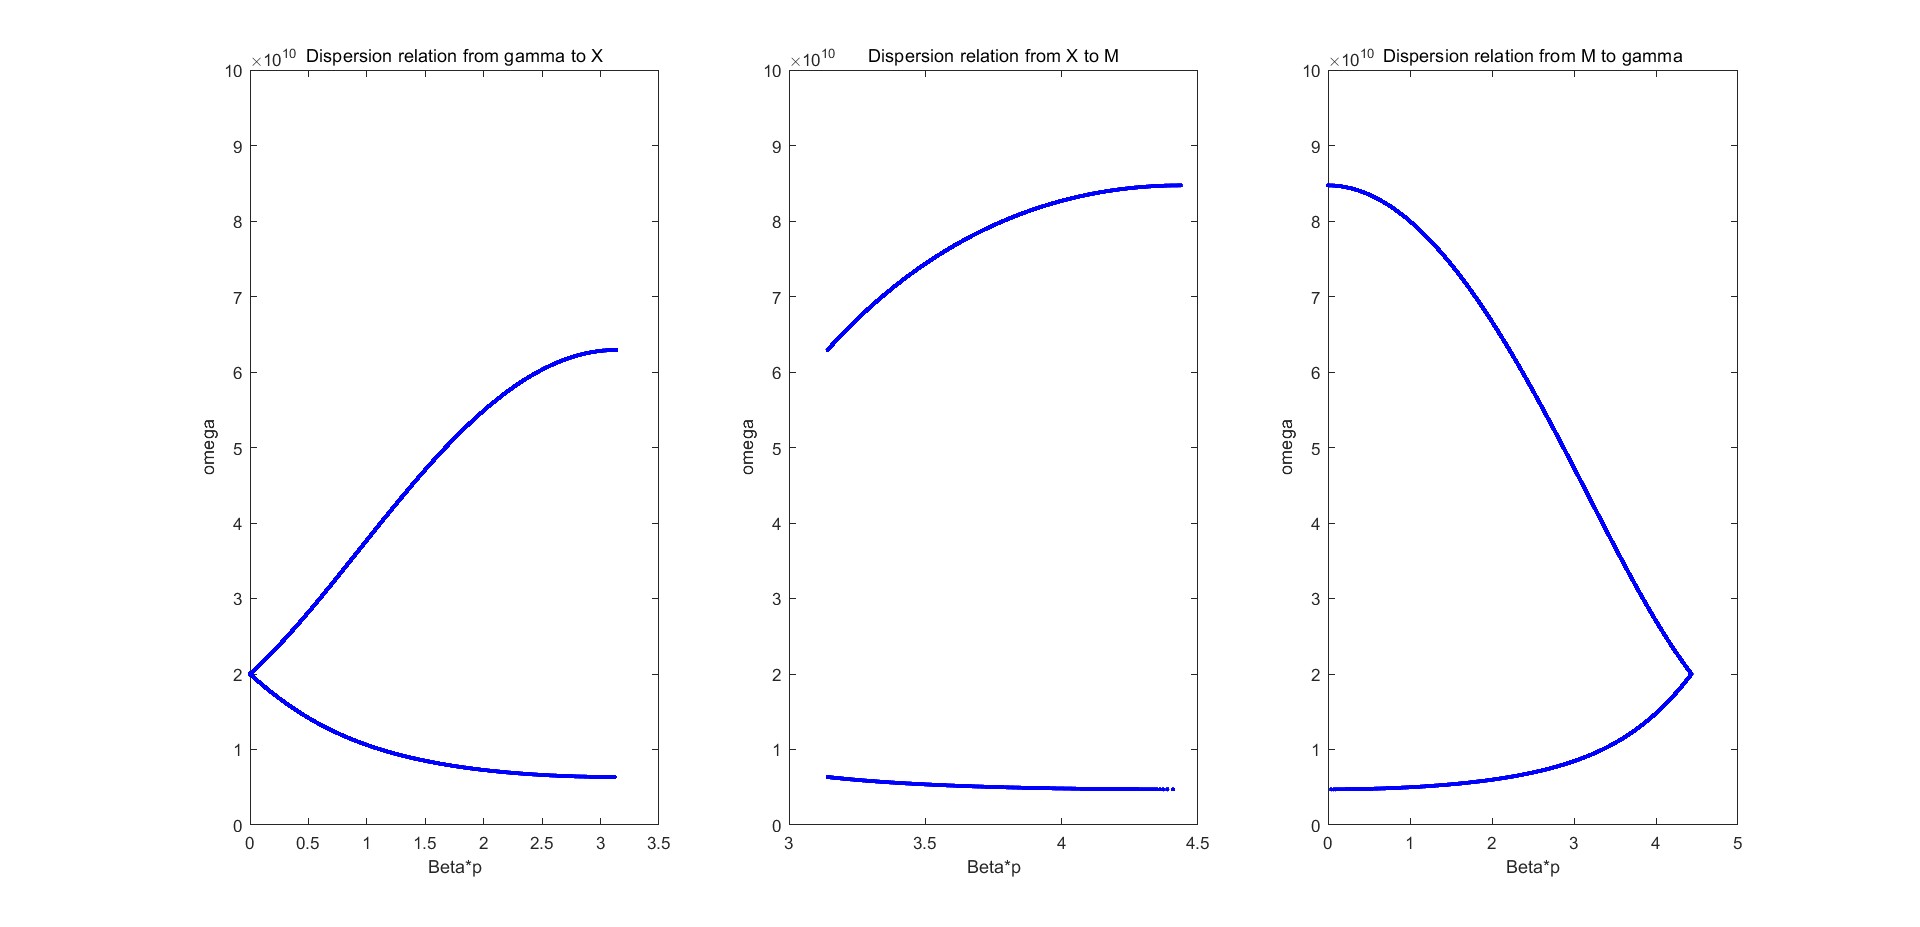 ×10^10 Dispersion relation from gamma to X
10
9
8
7
6
5
4
3
2
1
0
omega
0 0.5 1 1.5 2 2.5 3 3.5
Beta*p
×10^10 Dispersion relation from X to M
10
9
8
7
6
5
4
3
2
1
0
omega
3 3.5 4 4.5
Beta*p
×10^10 Dispersion relation from M to gamma
10
9
8
7
6
5
4
3
2
1
0
omega
0 1 2 3 4 5
Beta*p